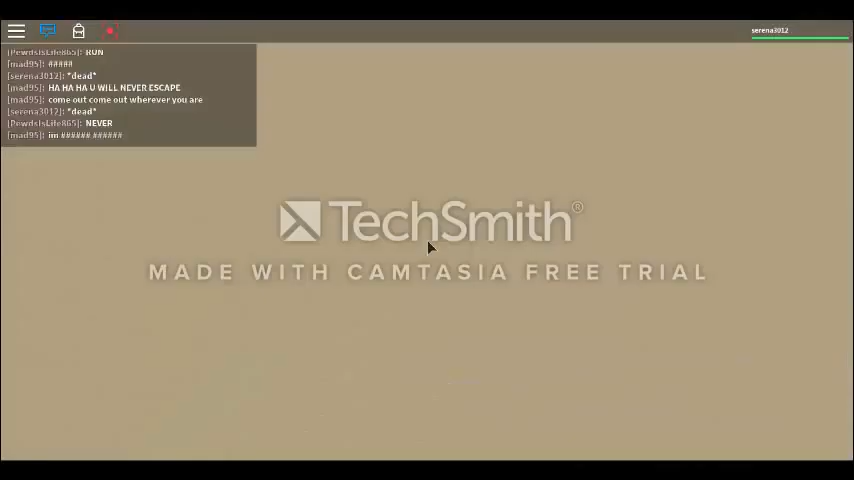 serena3012
[PewdsIsLife865]: RUN
[mad95]: #####
[serena3012]: *dead*
[mad95]: HA HA HA U WILL NEVER ESCAPE
[mad95]: come out come out wherever you are
[serena3012]: *dead*
[PewdsIsLife865]: NEVER
[mad95]: im ###### ######
TechSmith®
MADE WITH CAMTASIA FREE TRIAL